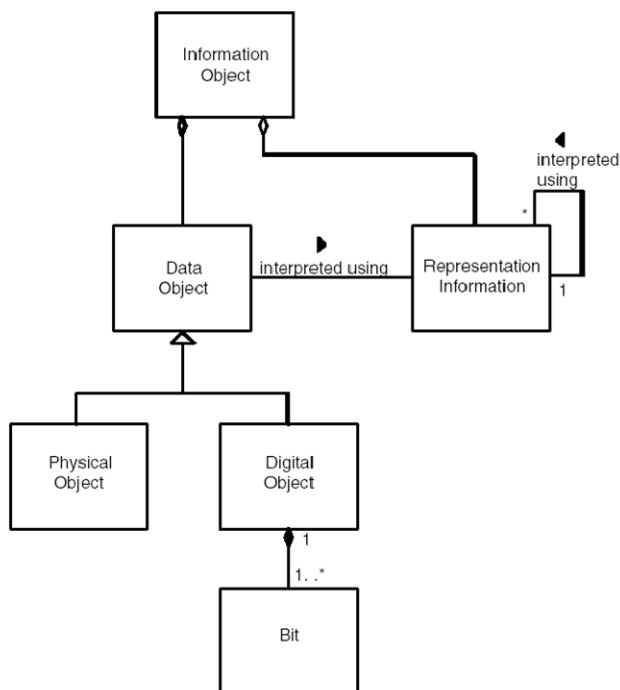 Information
Object
interpreted
using
*
Data
Object
interpreted using
Representation
Information
1
Physical
Object
Digital
Object
1
1. .*
Bit